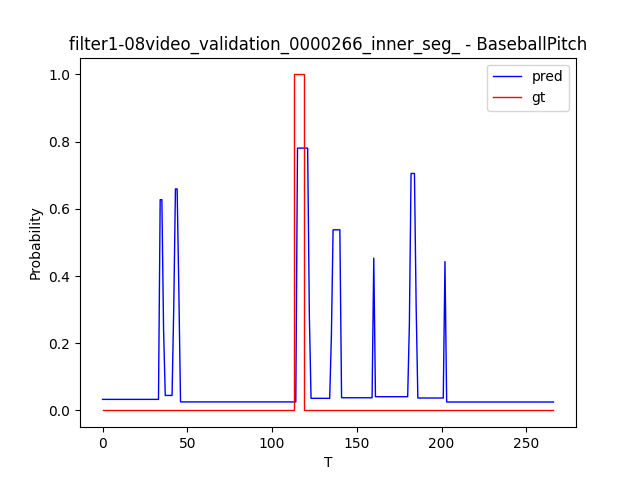 filter1-08video_validation_0000266_inner_seg_ - BaseballPitch
pred
gt
1.0
0.8
0.6
0.4
0.2
0.0
Probability
0
50
100
150
200
250
T